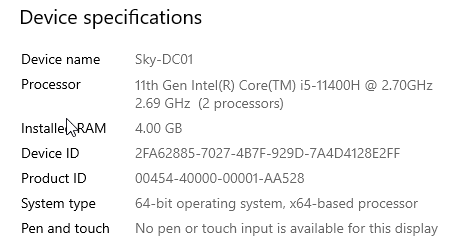 Device specifications
Device name Sky-DC01
Processor 11th Gen Intel(R) Core(TM) i5-11400H @ 2.70GHz
2.69 GHz (2 processors)
Installed RAM 4.00 GB
Device ID 2FA62885-7027-4B7F-929D-7A4D4128E2FF
Product ID 00454-40000-00001-AA528
System type 64-bit operating system, x64-based processor
Pen and touch No pen or touch input is available for this display